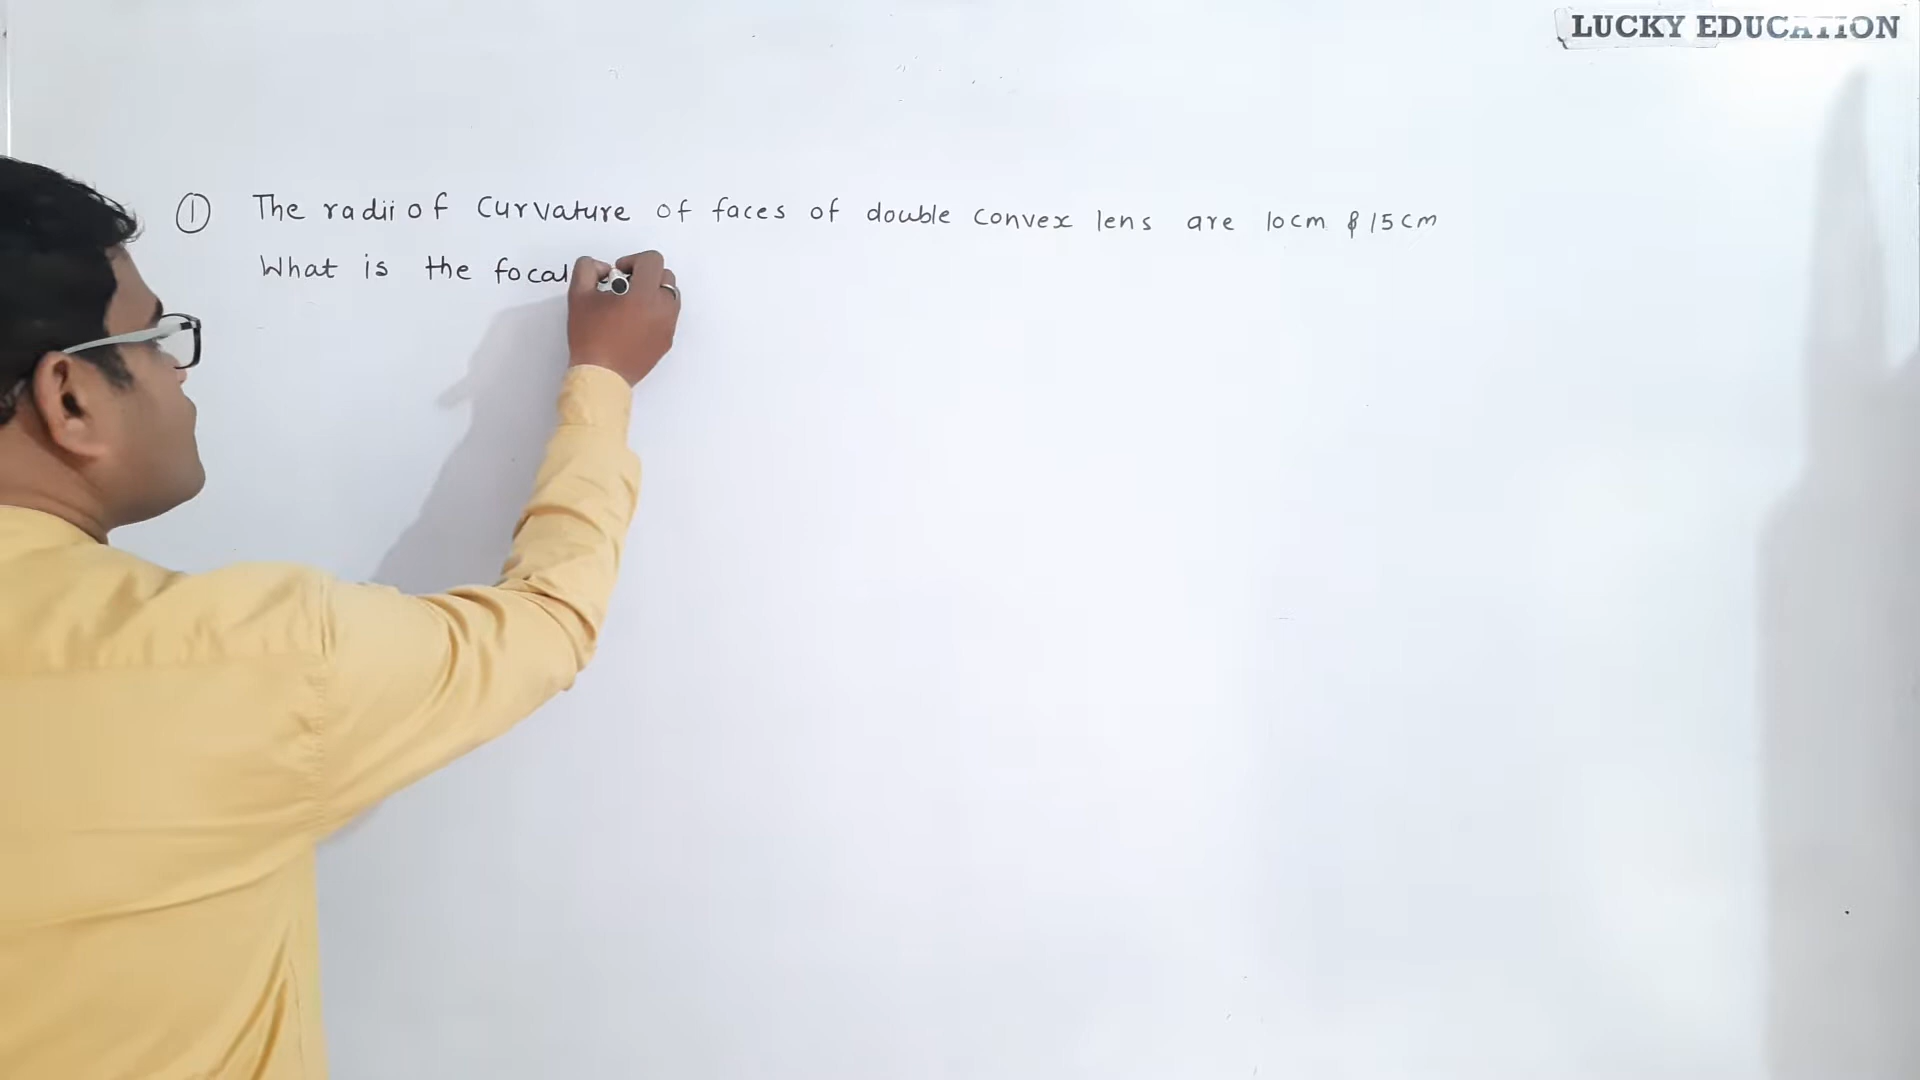 LUCKY EDUCATION
① The radii of Curvature of faces of double Convex lens are 10cm & 15cm
What is the focal